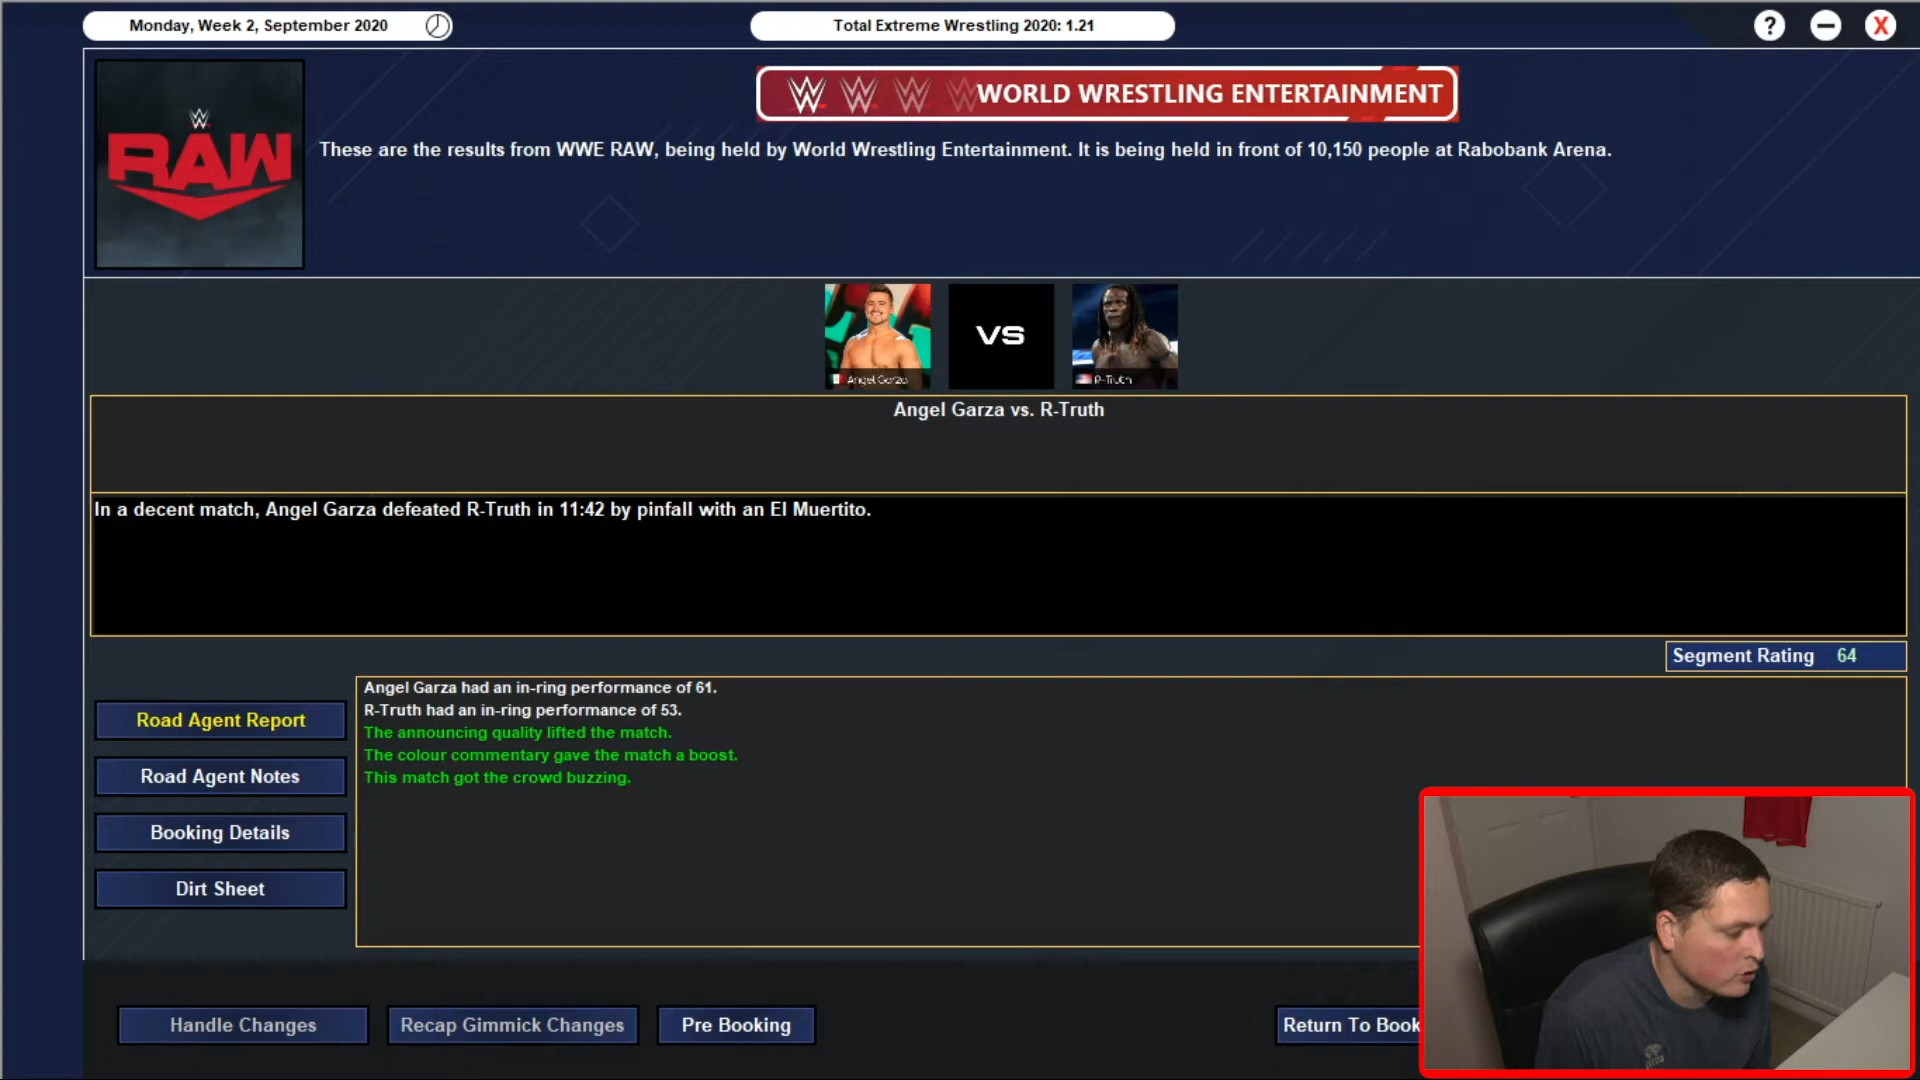 Monday, Week 2, September 2020
Total Extreme Wrestling 2020: 1.21
?
X
WORLD WRESTLING ENTERTAINMENT
RAW
These are the results from WWE RAW, being held by World Wrestling Entertainment. It is being held in front of 10,150 people at Rabobank Arena.
VS
Angel Garza
R-Truth
Angel Garza vs. R-Truth
In a decent match, Angel Garza defeated R-Truth in 11:42 by pinfall with an El Muertito.
Segment Rating 64
Road Agent Report
Road Agent Notes
Booking Details
Dirt Sheet
Angel Garza had an in-ring performance of 61.
R-Truth had an in-ring performance of 53.
The announcing quality lifted the match.
The colour commentary gave the match a boost.
This match got the crowd buzzing.
Handle Changes
Recap Gimmick Changes
Pre Booking
Return To Book